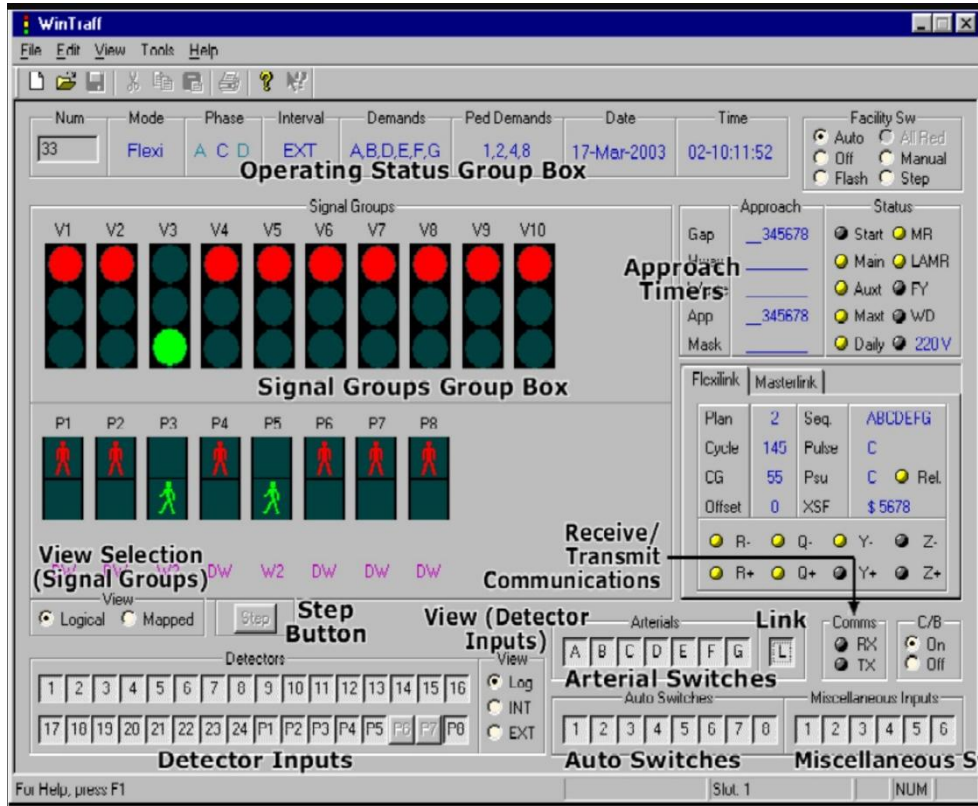 WinTraff
File Edit View Tools Help
Num Mode Phase Interval Demands Ped Demands Date Time Facility Sw
33 Flexi A C D EXT A,B,D,E,F,G 1,2,4,8 17-Mar-2003 02-10:11:52
Auto All Red
Off Manual
Flash Step
Operating Status Group Box
Signal Groups
V1 V2 V3 V4 V5 V6 V7 V8 V9 V10
Signal Groups Group Box
P1 P2 P3 P4 P5 P6 P7 P8
DW W2 DW W2 DW DW DW
View Selection
(Signal Groups)
View
Logical Mapped
Step
Step
Button
Approach
Gap __345678
App __345678
Mask
Approach
Timers
Status
Start MR
Main LAMR
Auxt FY
Maxt WD
Daily 220V
Flexilink Masterlink
Plan 2 Seq. ABCDEFG
Cycle 145 Pulse C
CG 55 Psu C Rel.
Offset 0 XSF $5678
R- Q- Y- Z-
R+ Q+ Y+ Z+
Receive/
Transmit
Communications
View (Detector
Inputs)
View
Log
INT
EXT
Arterials
A B C D E F G
Arterial Switches
Link
L
Comms
RX
TX
C/B
On
Off
Detectors
1 2 3 4 5 6 7 8 9 10 11 12 13 14 15 16
17 18 19 20 21 22 23 24 P1 P2 P3 P4 P5 P6 P7 P8
Detector Inputs
Auto Switches
1 2 3 4 5 6 7 8
Auto Switches
Miscellaneous Inputs
1 2 3 4 5 6
Miscellaneous S
For Help, press F1 Slot. 1 NUM